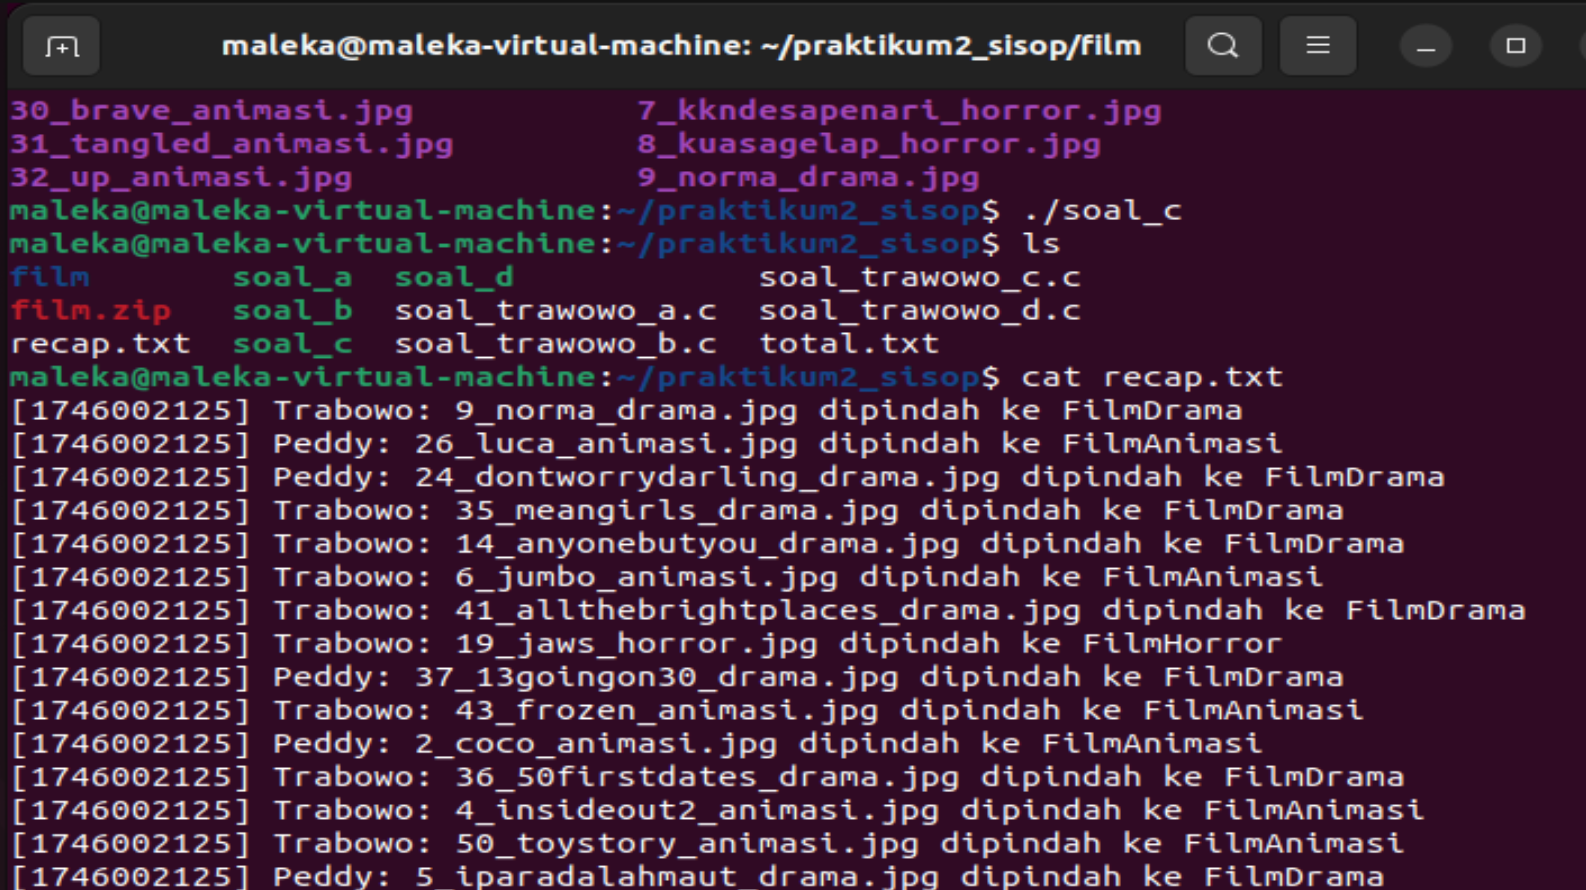 maleka@maleka-virtual-machine: ~/praktikum2_sisop/film
30_brave_animasi.jpg 7_kkndesapenari_horror.jpg
31_tangled_animasi.jpg 8_kuasagelap_horror.jpg
32_up_animasi.jpg 9_norma_drama.jpg
maleka@maleka-virtual-machine:~/praktikum2_sisop$ ./soal_c
maleka@maleka-virtual-machine:~/praktikum2_sisop$ ls
film soal_a soal_d soal_trawowo_c.c
film.zip soal_b soal_trawowo_a.c soal_trawowo_d.c
recap.txt soal_c soal_trawowo_b.c total.txt
maleka@maleka-virtual-machine:~/praktikum2_sisop$ cat recap.txt
[1746002125] Trabowo: 9_norma_drama.jpg dipindah ke FilmDrama
[1746002125] Peddy: 26_luca_animasi.jpg dipindah ke FilmAnimasi
[1746002125] Peddy: 24_dontworrydarling_drama.jpg dipindah ke FilmDrama
[1746002125] Trabowo: 35_meangirls_drama.jpg dipindah ke FilmDrama
[1746002125] Trabowo: 14_anyonebutyou_drama.jpg dipindah ke FilmDrama
[1746002125] Trabowo: 6_jumbo_animasi.jpg dipindah ke FilmAnimasi
[1746002125] Trabowo: 41_allthebrightplaces_drama.jpg dipindah ke FilmDrama
[1746002125] Trabowo: 19_jaws_horror.jpg dipindah ke FilmHorror
[1746002125] Peddy: 37_13goingon30_drama.jpg dipindah ke FilmDrama
[1746002125] Trabowo: 43_frozen_animasi.jpg dipindah ke FilmAnimasi
[1746002125] Peddy: 2_coco_animasi.jpg dipindah ke FilmAnimasi
[1746002125] Trabowo: 36_50firstdates_drama.jpg dipindah ke FilmDrama
[1746002125] Trabowo: 4_insideout2_animasi.jpg dipindah ke FilmAnimasi
[1746002125] Trabowo: 50_toystory_animasi.jpg dipindah ke FilmAnimasi
[1746002125] Peddy: 5_iparadalahmaut_drama.jpg dipindah ke FilmDrama